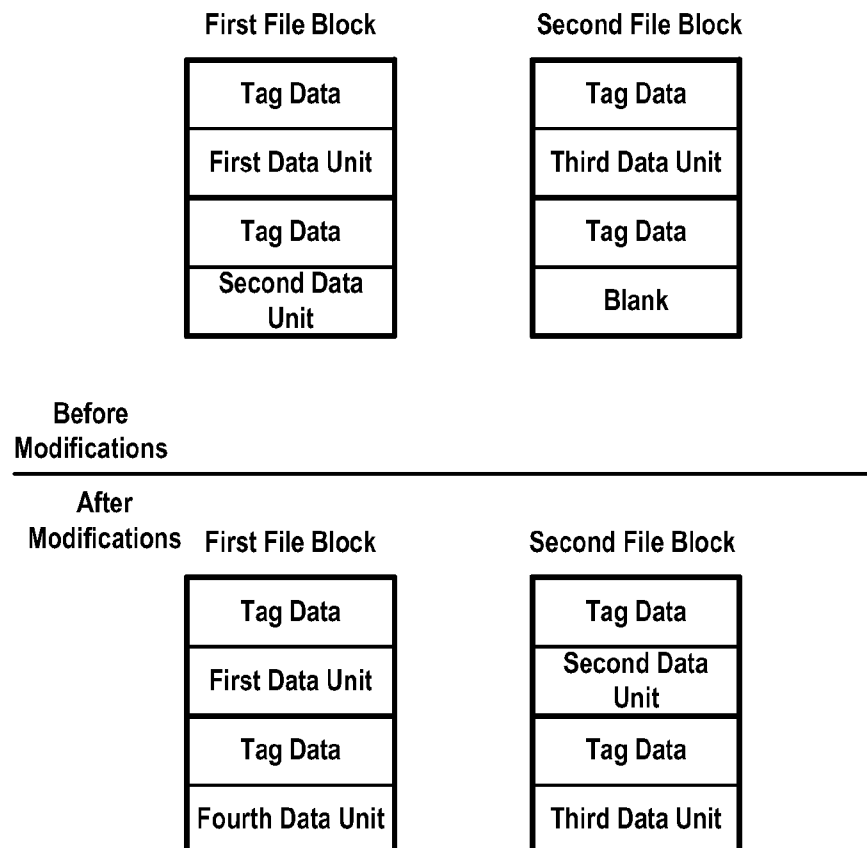 First File Block
Second File Block
Tag Data
First Data Unit
Tag Data
Second Data
Unit
Tag Data
Third Data Unit
Tag Data
Blank
Before
Modifications
After
Modifications
First File Block
Second File Block
Tag Data
First Data Unit
Tag Data
Fourth Data Unit
Tag Data
Second Data
Unit
Tag Data
Third Data Unit